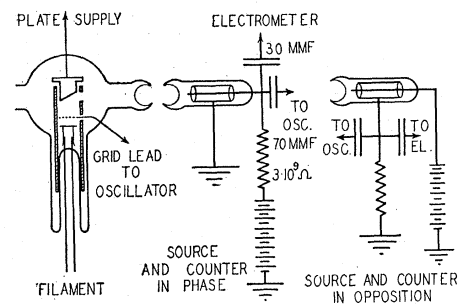 PLATE SUPPLY
GRID LEAD TO
OSCILLATOR
FILAMENT
ELECTROMETER
30 MMF
TO
OSC.
70 MMF
3·10⁹Ω
SOURCE
AND COUNTER
IN PHASE
TO
OSC.
TO
EL.
SOURCE AND COUNTER
IN OPPOSITION